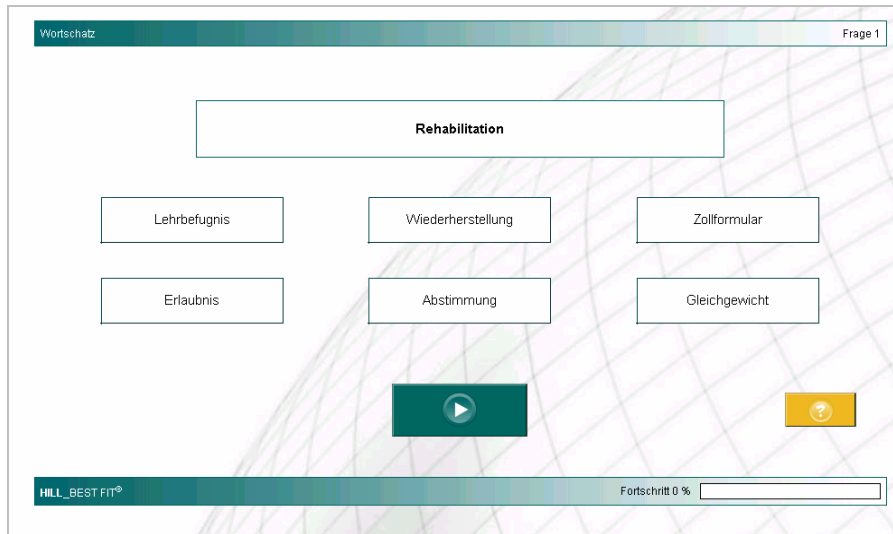 Wortschatz Frage 1
Rehabilitation
Lehrbefugnis Wiederherstellung Zollformular
Erlaubnis Abstimmung Gleichgewicht
?
HILL_BEST FIT® Fortschritt 0 %